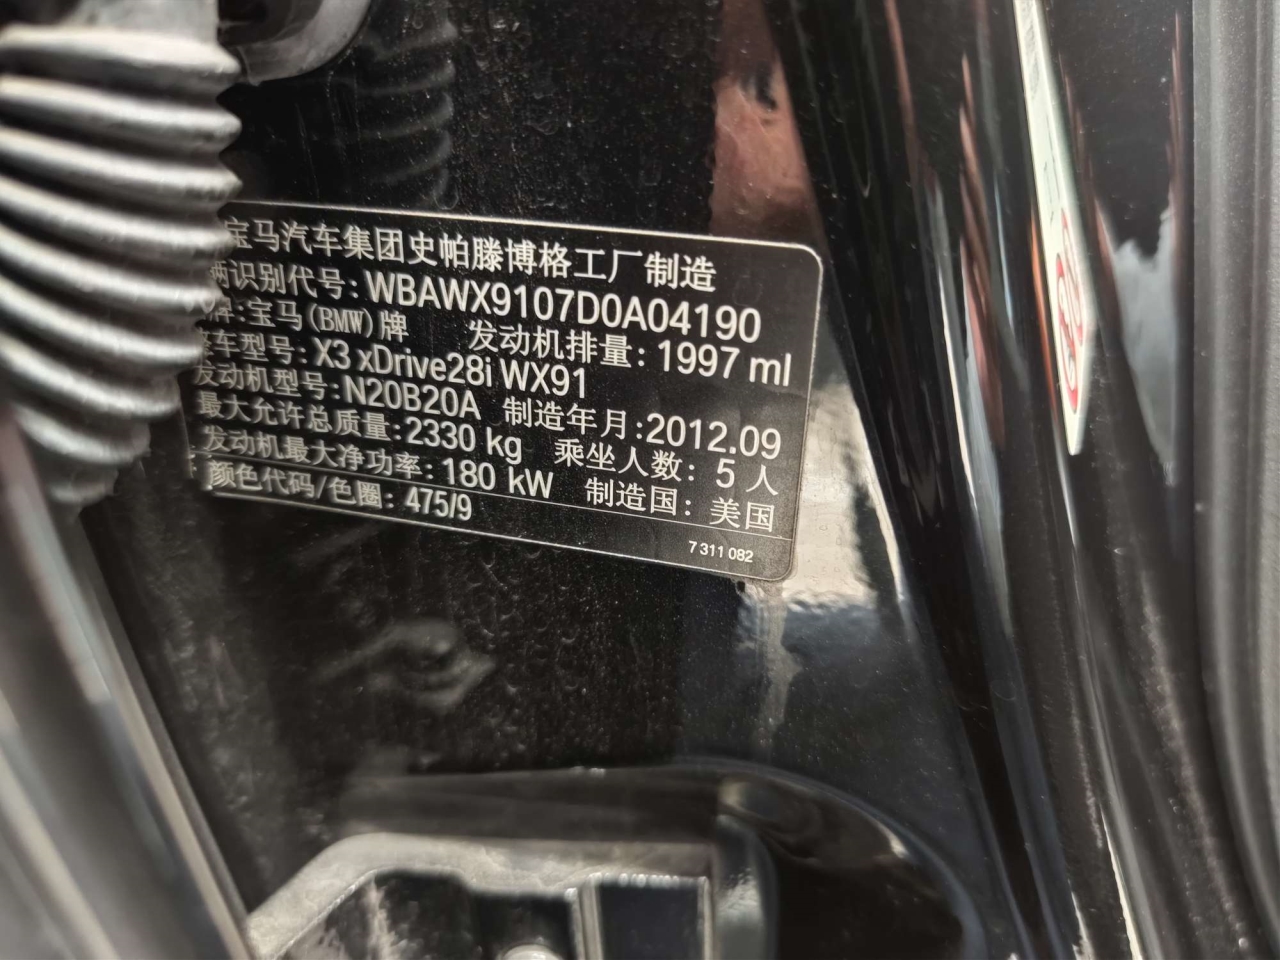 宝马汽车集团史帕滕博格工厂制造
辆识别代号:WBAWX9107D0A04190
牌:宝马(BMW)牌 发动机排量:1997 ml
整车型号:X3 xDrive28i WX91
发动机型号:N20B20A 制造年月:2012.09
最大允许总质量:2330 kg 乘坐人数:5人
发动机最大净功率:180 kW 制造国:美国
颜色代码/色圈:475/9
7 311 082